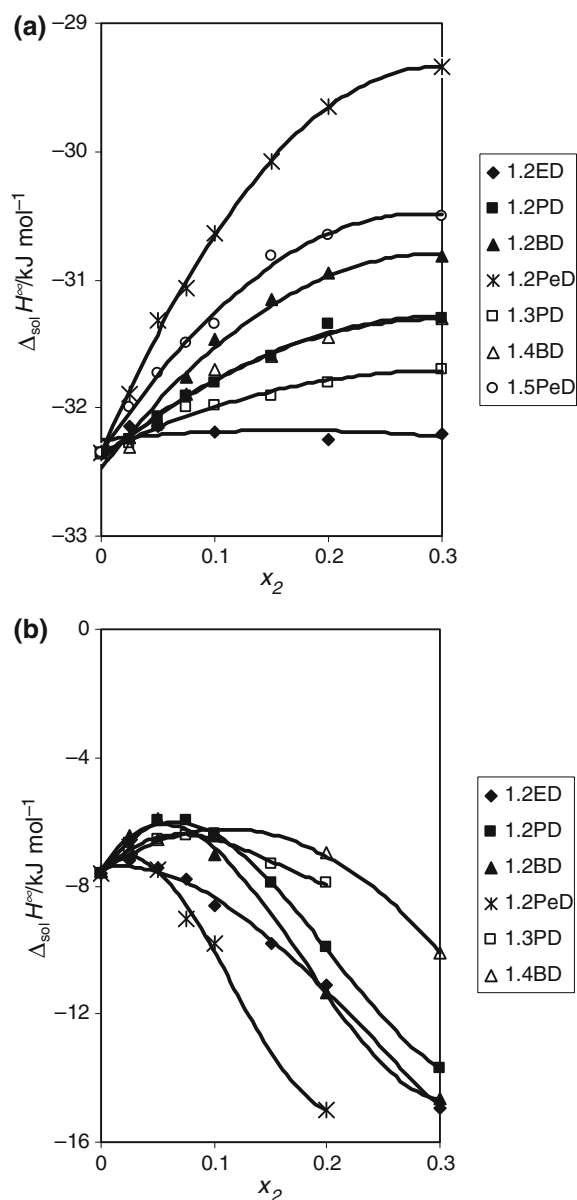 (a)
−29
−30
−31
−32
−33
Δsol H∞/kJ mol−1
0
0.1
0.2
0.3
x2
1.2ED
1.2PD
1.2BD
1.2PeD
1.3PD
1.4BD
1.5PeD
(b)
0
−4
−8
−12
−16
Δsol H∞/kJ mol−1
0
0.1
0.2
0.3
x2
1.2ED
1.2PD
1.2BD
1.2PeD
1.3PD
1.4BD